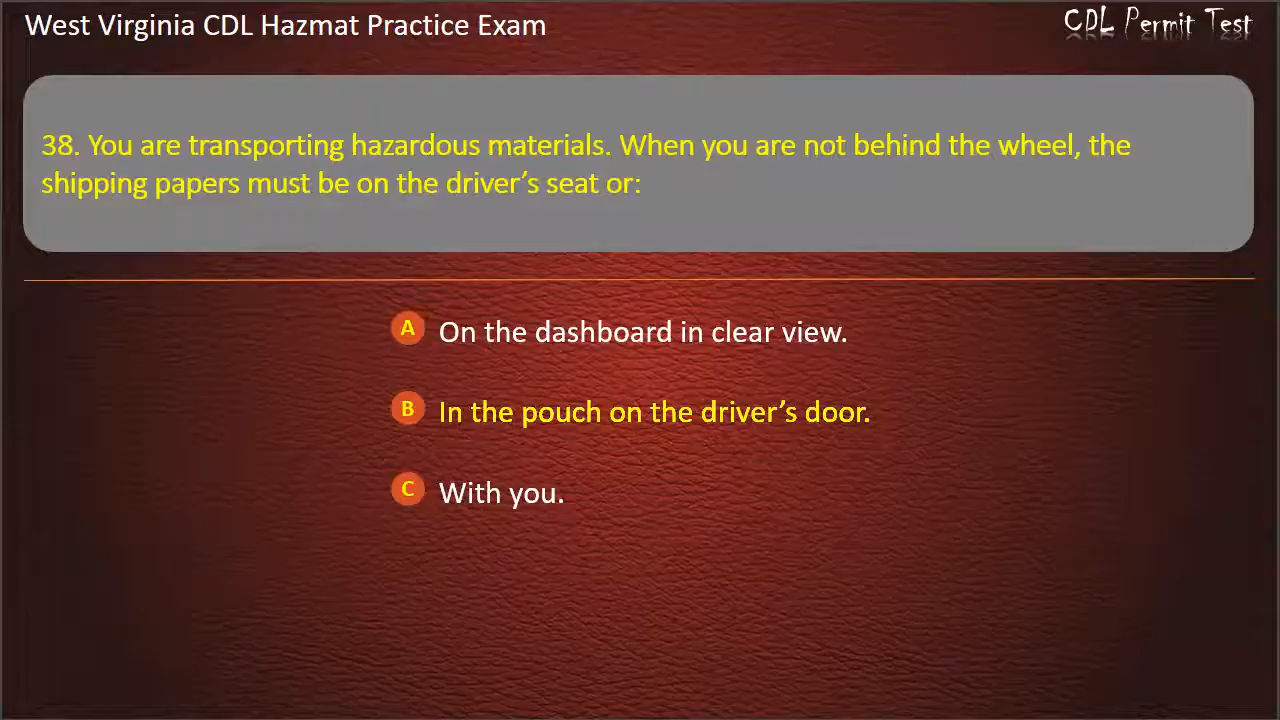 West Virginia CDL Hazmat Practice Exam
CDL Permit Test
38. You are transporting hazardous materials. When you are not behind the wheel, the
shipping papers must be on the driver’s seat or:
A On the dashboard in clear view.
B In the pouch on the driver’s door.
C With you.